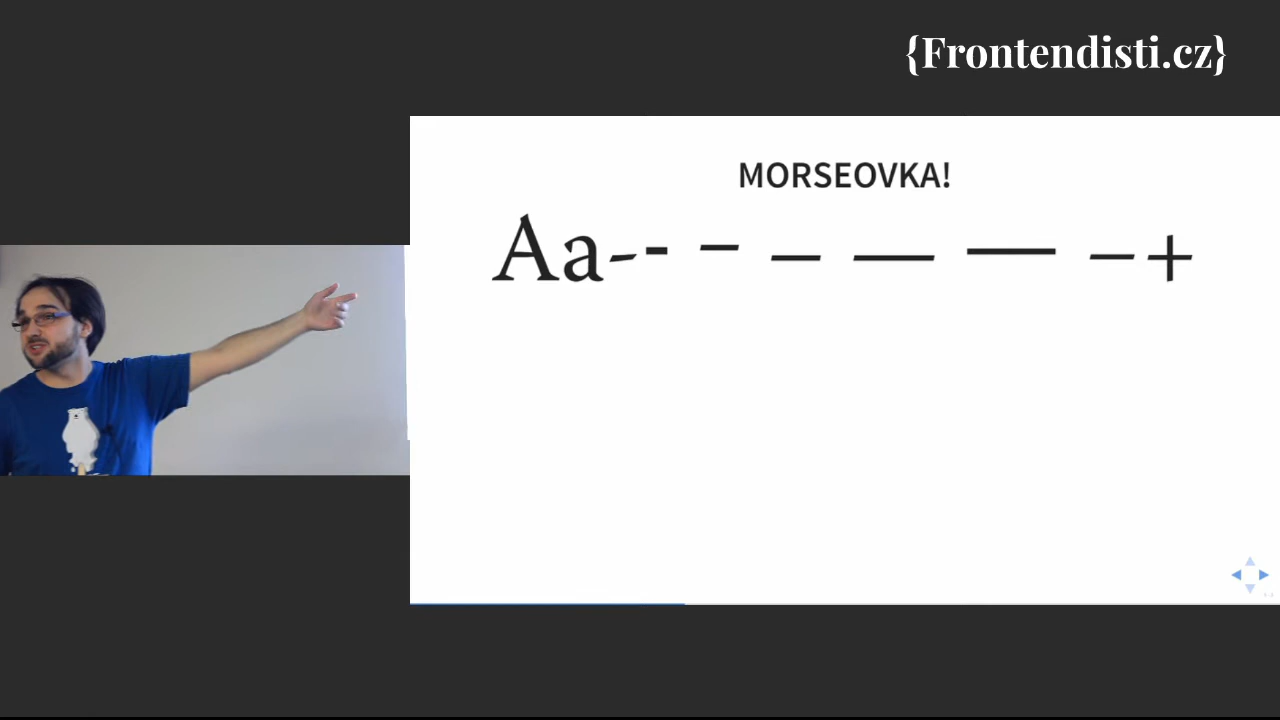 {Frontendisti.cz}
MORSEOVKA!
Aa-‐ ‒ – — ― −+